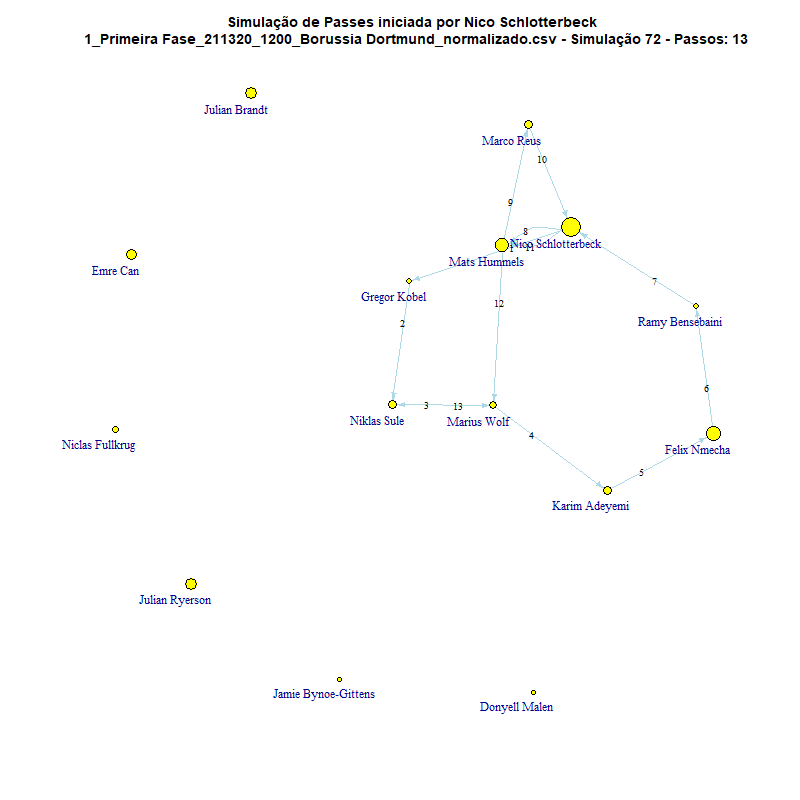 Simulação de Passes iniciada por Nico Schlotterbeck
1_Primeira Fase_211320_1200_Borussia Dortmund_normalizado.csv - Simulação 72 - Passos: 13
Julian Brandt
Marco Reus
10
9
8
Nico Schlotterbeck
1
11
Emre Can
Mats Hummels
7
Gregor Kobel
12
Ramy Bensebaini
2
6
3
13
Niklas Sule
Marius Wolf
4
Niclas Fullkrug
Felix Nmecha
5
Karim Adeyemi
Julian Ryerson
Jamie Bynoe-Gittens
Donyell Malen